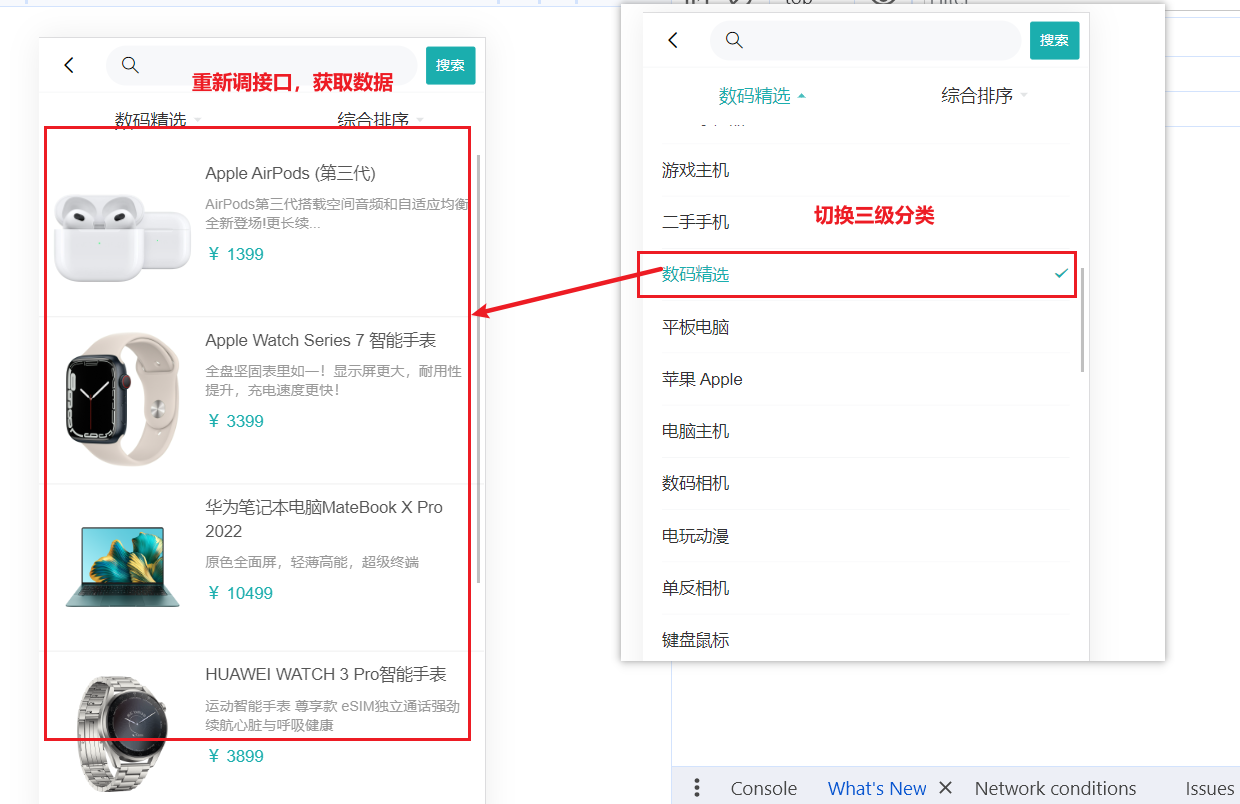 搜索
重新调接口，获取数据
数码精选
综合排序
Apple AirPods (第三代)
AirPods第三代搭载空间音频和自适应均衡
全新登场!更长续...
¥ 1399
Apple Watch Series 7 智能手表
全盘坚固表里如一！显示屏更大，耐用性
提升，充电速度更快！
¥ 3399
华为笔记本电脑MateBook X Pro
2022
原色全面屏，轻薄高能，超级终端
¥ 10499
HUAWEI WATCH 3 Pro智能手表
运动智能手表 尊享款 eSIM独立通话强劲
续航心脏与呼吸健康
¥ 3899
top
搜索
数码精选
综合排序
游戏主机
二手手机
切换三级分类
数码精选
平板电脑
苹果 Apple
电脑主机
数码相机
电玩动漫
单反相机
键盘鼠标
Console
What's New
Network conditions
Issues